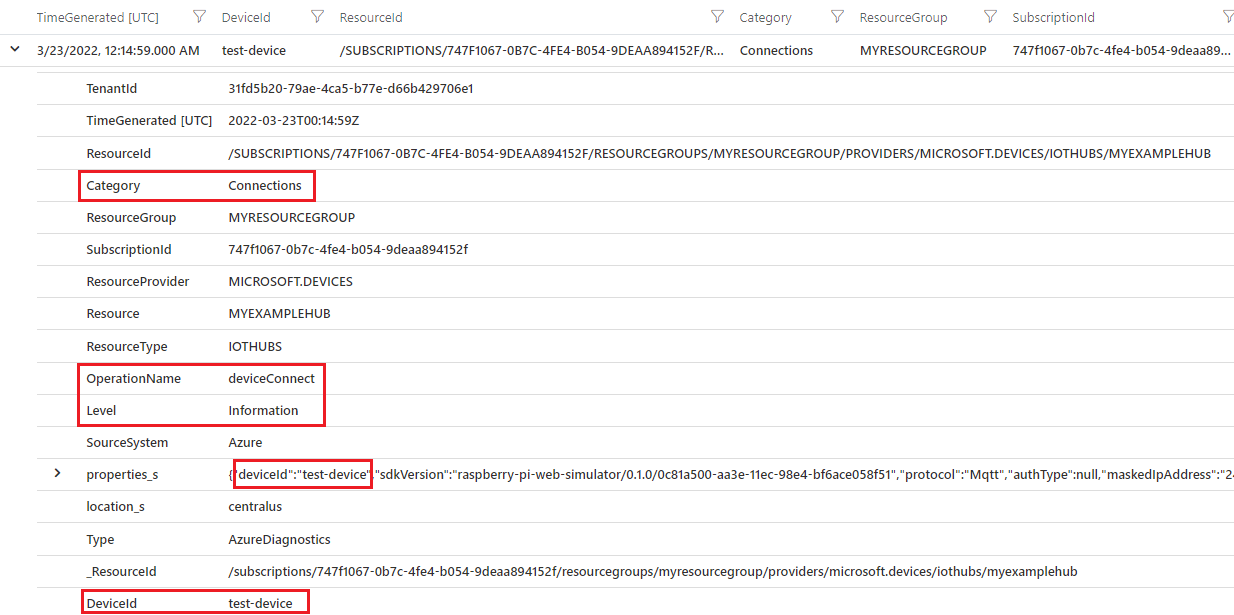 TimeGenerated [UTC] DeviceId ResourceId Category ResourceGroup SubscriptionId
3/23/2022, 12:14:59.000 AM test-device /SUBSCRIPTIONS/747F1067-0B7C-4FE4-B054-9DEAA894152F/R... Connections MYRESOURCEGROUP 747f1067-0b7c-4fe4-b054-9deaa89...
TenantId 31fd5b20-79ae-4ca5-b77e-d66b429706e1
TimeGenerated [UTC] 2022-03-23T00:14:59Z
ResourceId /SUBSCRIPTIONS/747F1067-0B7C-4FE4-B054-9DEAA894152F/RESOURCEGROUPS/MYRESOURCEGROUP/PROVIDERS/MICROSOFT.DEVICES/IOTHUBS/MYEXAMPLEHUB
Category Connections
ResourceGroup MYRESOURCEGROUP
SubscriptionId 747f1067-0b7c-4fe4-b054-9deaa894152f
ResourceProvider MICROSOFT.DEVICES
Resource MYEXAMPLEHUB
ResourceType IOTHUBS
OperationName deviceConnect
Level Information
SourceSystem Azure
properties_s {"deviceId":"test-device","sdkVersion":"raspberry-pi-web-simulator/0.1.0/0c81a500-aa3e-11ec-98e4-bf6ace058f51","protocol":"Mqtt","authType":null,"maskedIpAddress":"24
location_s centralus
Type AzureDiagnostics
_ResourceId /subscriptions/747f1067-0b7c-4fe4-b054-9deaa894152f/resourcegroups/myresourcegroup/providers/microsoft.devices/iothubs/myexamplehub
DeviceId test-device